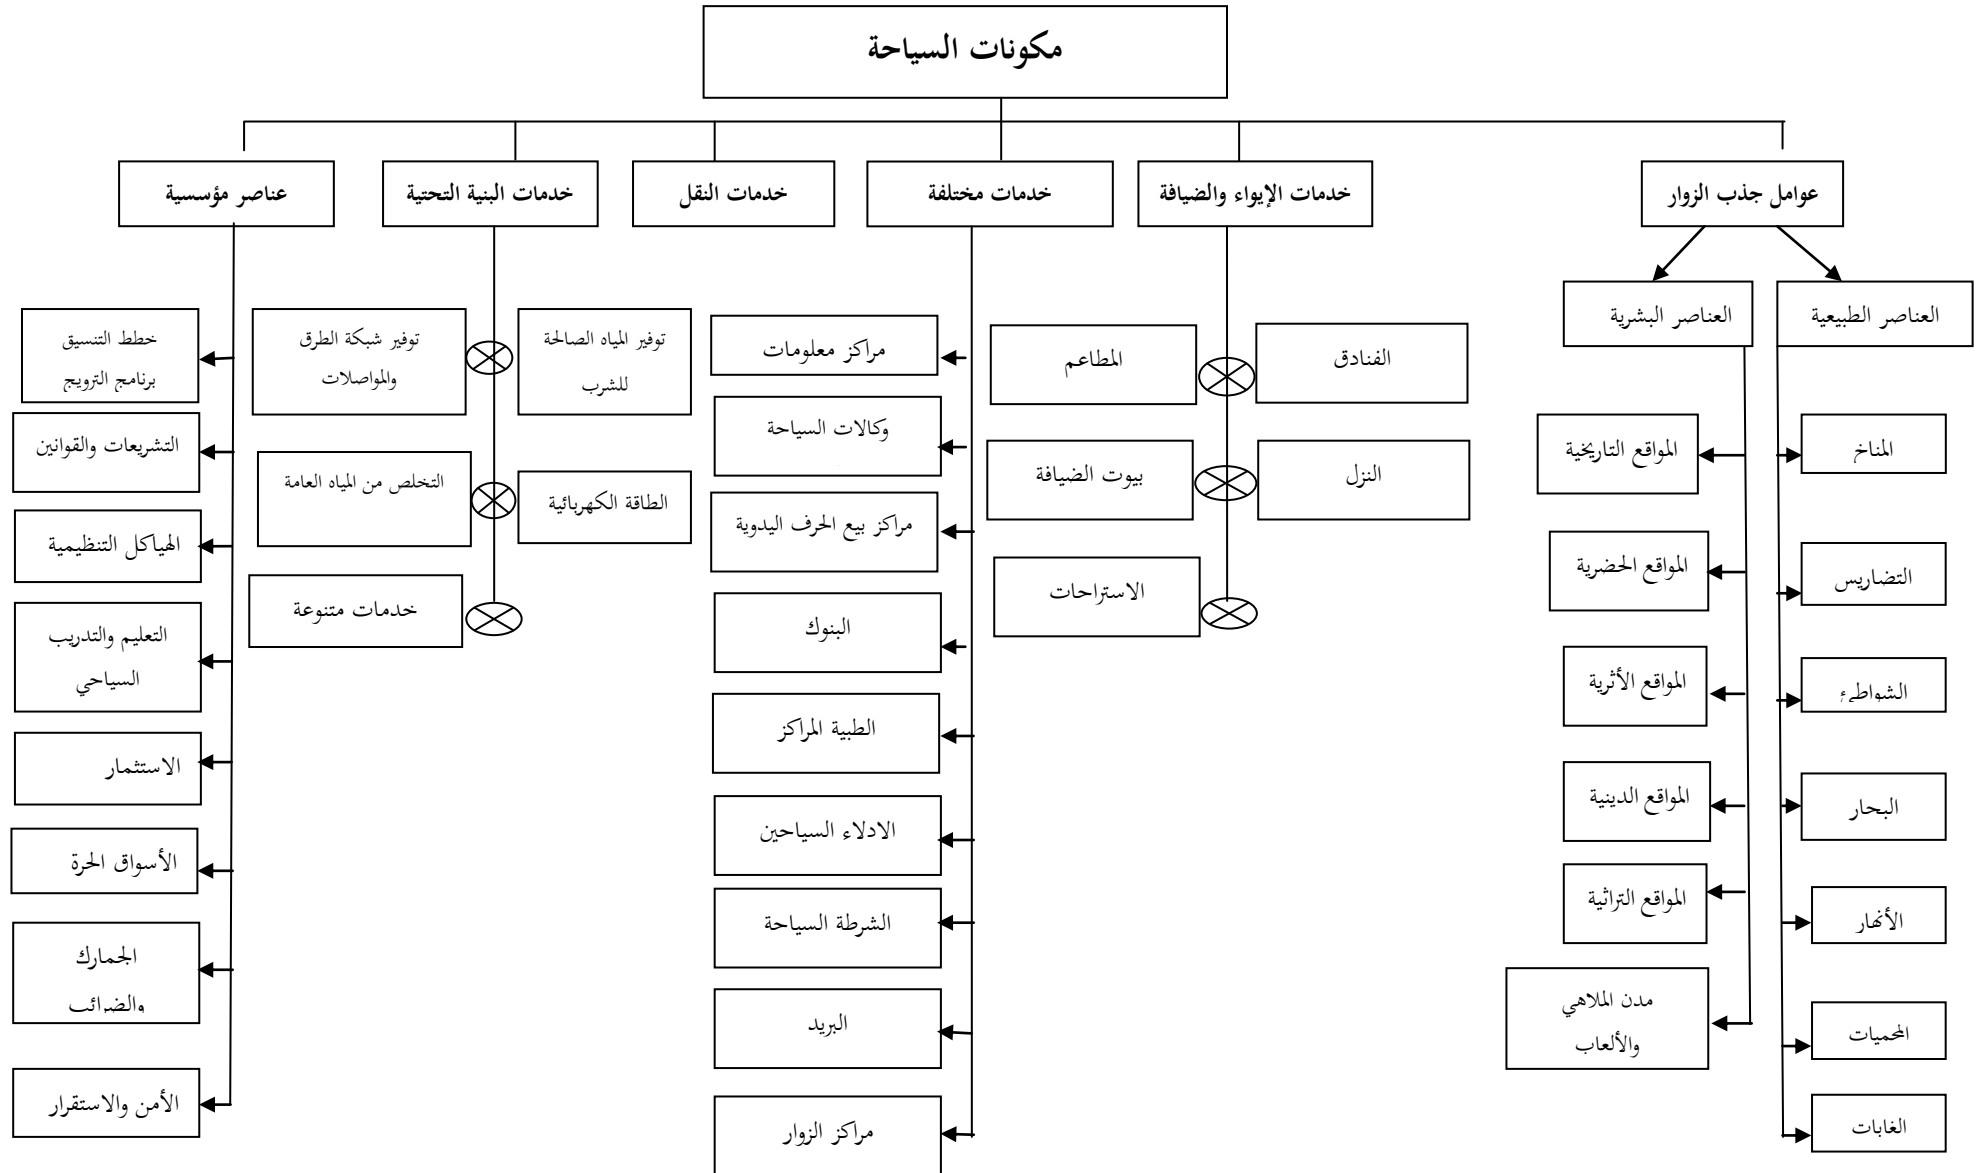 مكونات السياحة
عوامل جذب الزوار
خدمات الإيواء والضيافة
خدمات مختلفة
خدمات النقل
خدمات البنية التحتية
عناصر مؤسسية
العناصر الطبيعية
العناصر البشرية
المناخ
التضاريس
الشواطئ
البحار
الأنهار
المحميات
الغابات
المواقع التاريخية
المواقع الحضرية
المواقع الأثرية
المواقع الدينية
المواقع التراثية
مدن الملاهي
والألعاب
الفنادق
المطاعم
النزل
بيوت الضيافة
الاستراحات
مراكز معلومات
وكالات السياحة
مراكز بيع الحرف اليدوية
البنوك
الطبية المراكز
الادلاء السياحين
الشرطة السياحة
البريد
مراكز الزوار
توفير المياه الصالحة
للشرب
توفير شبكة الطرق
والمواصلات
الطاقة الكهربائية
التخلص من المياه العامة
خدمات متنوعة
خطط التنسيق
برنامج الترويج
التشريعات والقوانين
الهياكل التنظيمية
التعليم والتدريب
السياحي
الاستثمار
الأسواق الحرة
الجمارك
والضرائب
الأمن والاستقرار